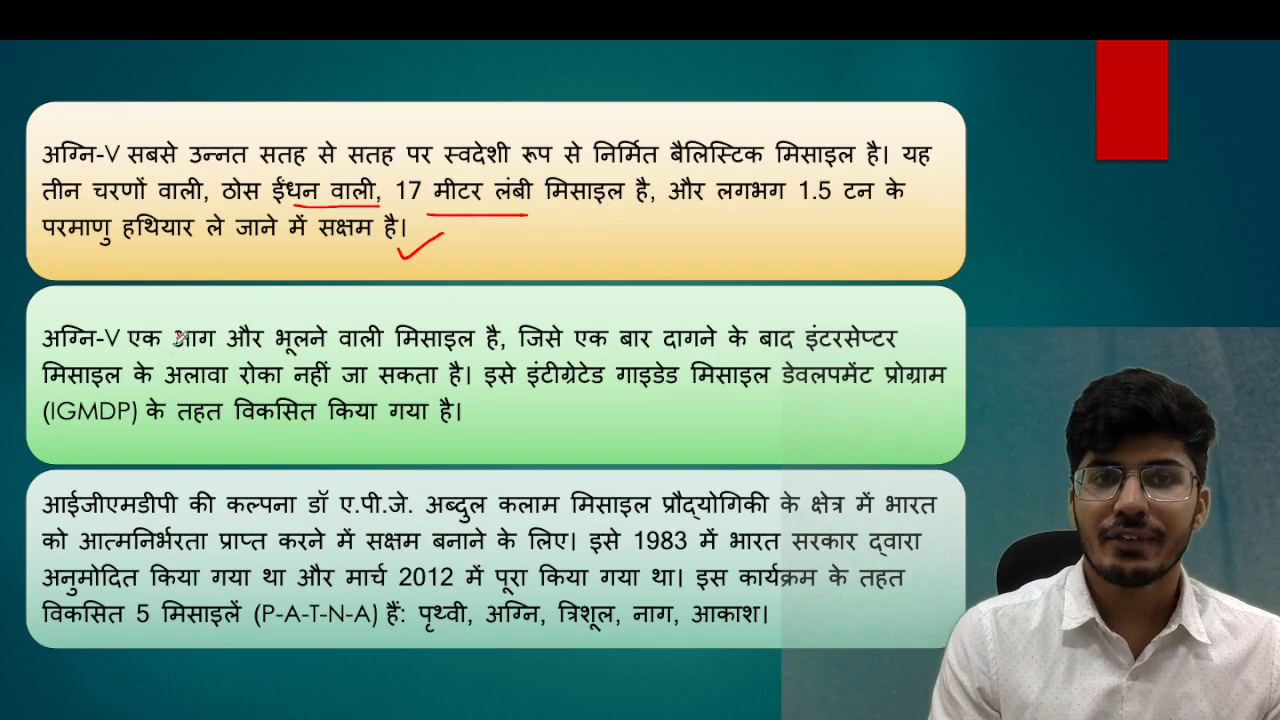 अग्नि-V सबसे उन्नत सतह से सतह पर स्वदेशी रूप से निर्मित बैलिस्टिक मिसाइल है। यह
तीन चरणों वाली, ठोस ईंधन वाली, 17 मीटर लंबी मिसाइल है, और लगभग 1.5 टन के
परमाणु हथियार ले जाने में सक्षम है।
अग्नि-V एक आग और भूलने वाली मिसाइल है, जिसे एक बार दागने के बाद इंटरसेप्टर
मिसाइल के अलावा रोका नहीं जा सकता है। इसे इंटीग्रेटेड गाइडेड मिसाइल डेवलपमेंट प्रोग्राम
(IGMDP) के तहत विकसित किया गया है।
आईजीएमडीपी की कल्पना डॉ ए.पी.जे. अब्दुल कलाम मिसाइल प्रौद्योगिकी के क्षेत्र में भारत
को आत्मनिर्भरता प्राप्त करने में सक्षम बनाने के लिए। इसे 1983 में भारत सरकार द्वारा
अनुमोदित किया गया था और मार्च 2012 में पूरा किया गया था। इस कार्यक्रम के तहत
विकसित 5 मिसाइलें (P-A-T-N-A) हैं: पृथ्वी, अग्नि, त्रिशूल, नाग, आकाश।